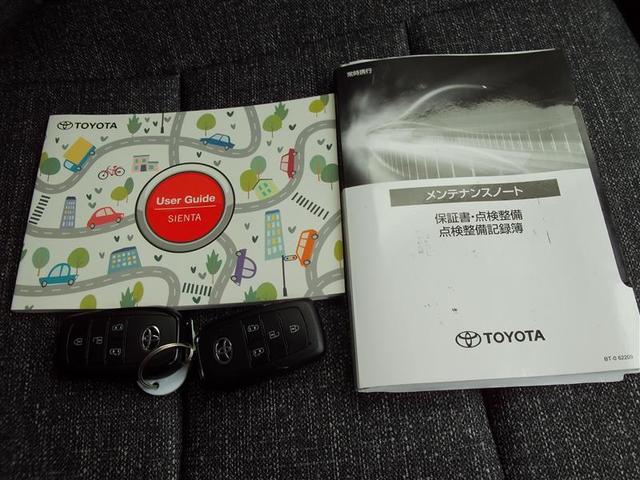 TOYOTA
User Guide
SIENTA
常時携行
メンテナンスノート
保証書・点検整備
点検整備記録簿
TOYOTA